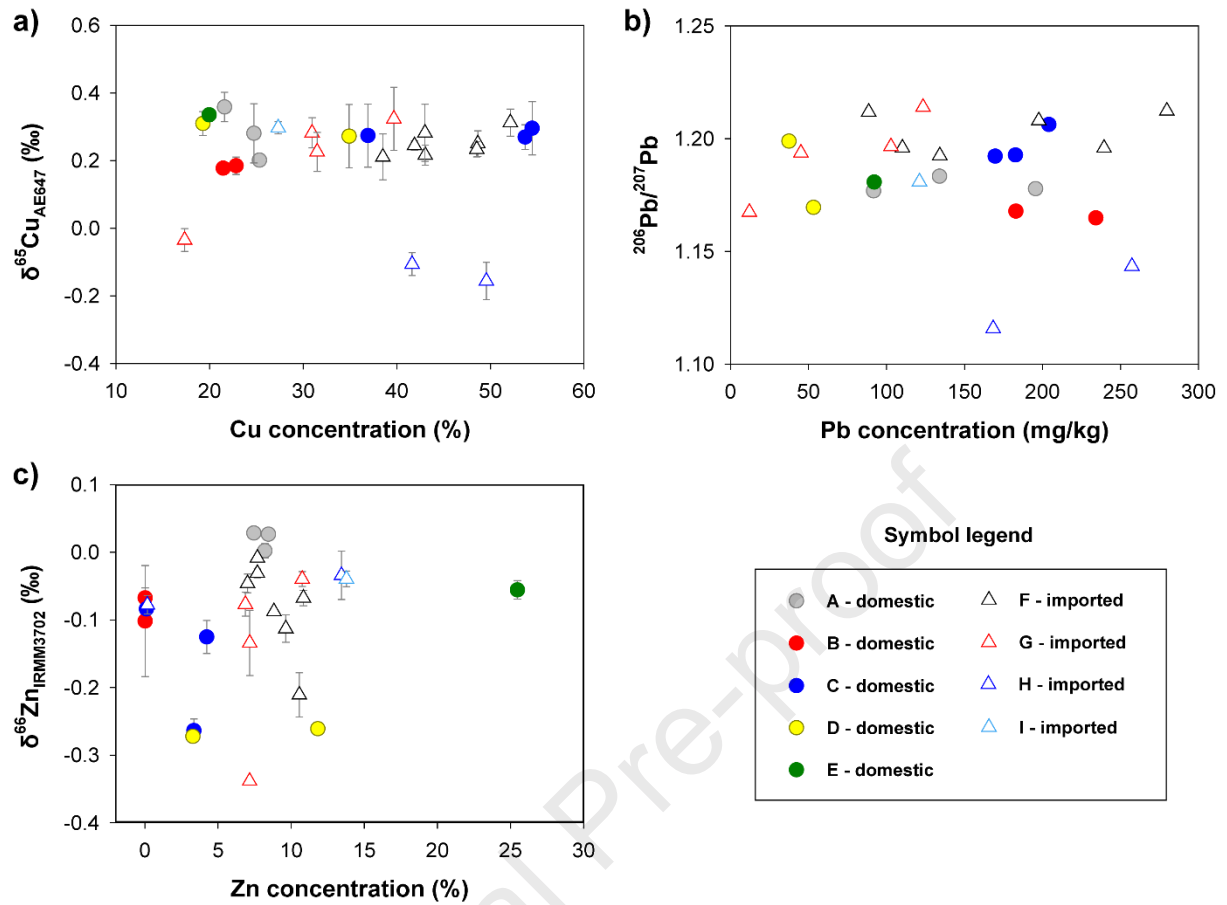 a)
0.6
0.4
0.2
0.0
-0.2
-0.4
δ⁶⁵Cu_AE647 (‰)
10 20 30 40 50 60
Cu concentration (%)
b)
1.25
1.20
1.15
1.10
²⁰⁶Pb/²⁰⁷Pb
0 50 100 150 200 250 300
Pb concentration (mg/kg)
c)
0.1
0.0
-0.1
-0.2
-0.3
-0.4
δ⁶⁶Zn_IRMM3702 (‰)
0 5 10 15 20 25 30
Zn concentration (%)
Symbol legend
A - domestic
B - domestic
C - domestic
D - domestic
E - domestic
F - imported
G - imported
H - imported
I - imported
al Pre-proof